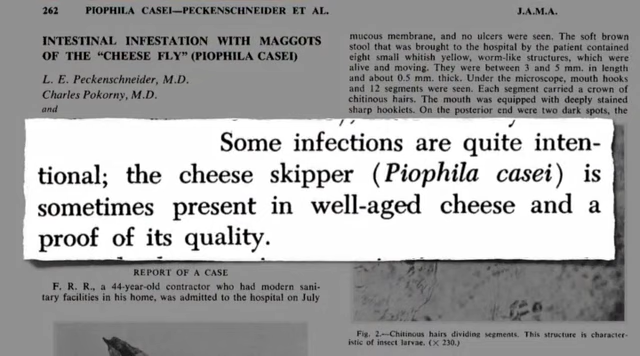 262 PIOPHILA CASEI—PECKENSCHNEIDER ET AL. J.A.M.A.
INTESTINAL INFESTATION WITH MAGGOTS
OF THE “CHEESE FLY” (PIOPHILA CASEI)
L. E. Peckenschneider, M.D.
Charles Pokorny, M.D.
and
mucous membrane, and no ulcers were seen. The soft brown
stool that was brought to the hospital by the patient contained
eight small whitish yellow, worm-like structures, which were
alive and moving. They were between 3 and 5 mm. in length
and about 0.5 mm. thick. Under the microscope, mouth hooks
and 12 segments were seen. Each segment carried a crown of
chitinous hairs. The mouth was equipped with deeply stained
sharp hooklets. On the posterior end were two dark spots, the
Some infections are quite inten-
tional; the cheese skipper (Piophila casei) is
sometimes present in well-aged cheese and a
proof of its quality.
REPORT OF A CASE
F. R. R., a 44-year-old contractor who had modern sani-
tary facilities in his home, was admitted to the hospital on July
Fig. 2.—Chitinous hairs dividing segments. This structure is character-
istic of insect larvae. (× 230.)